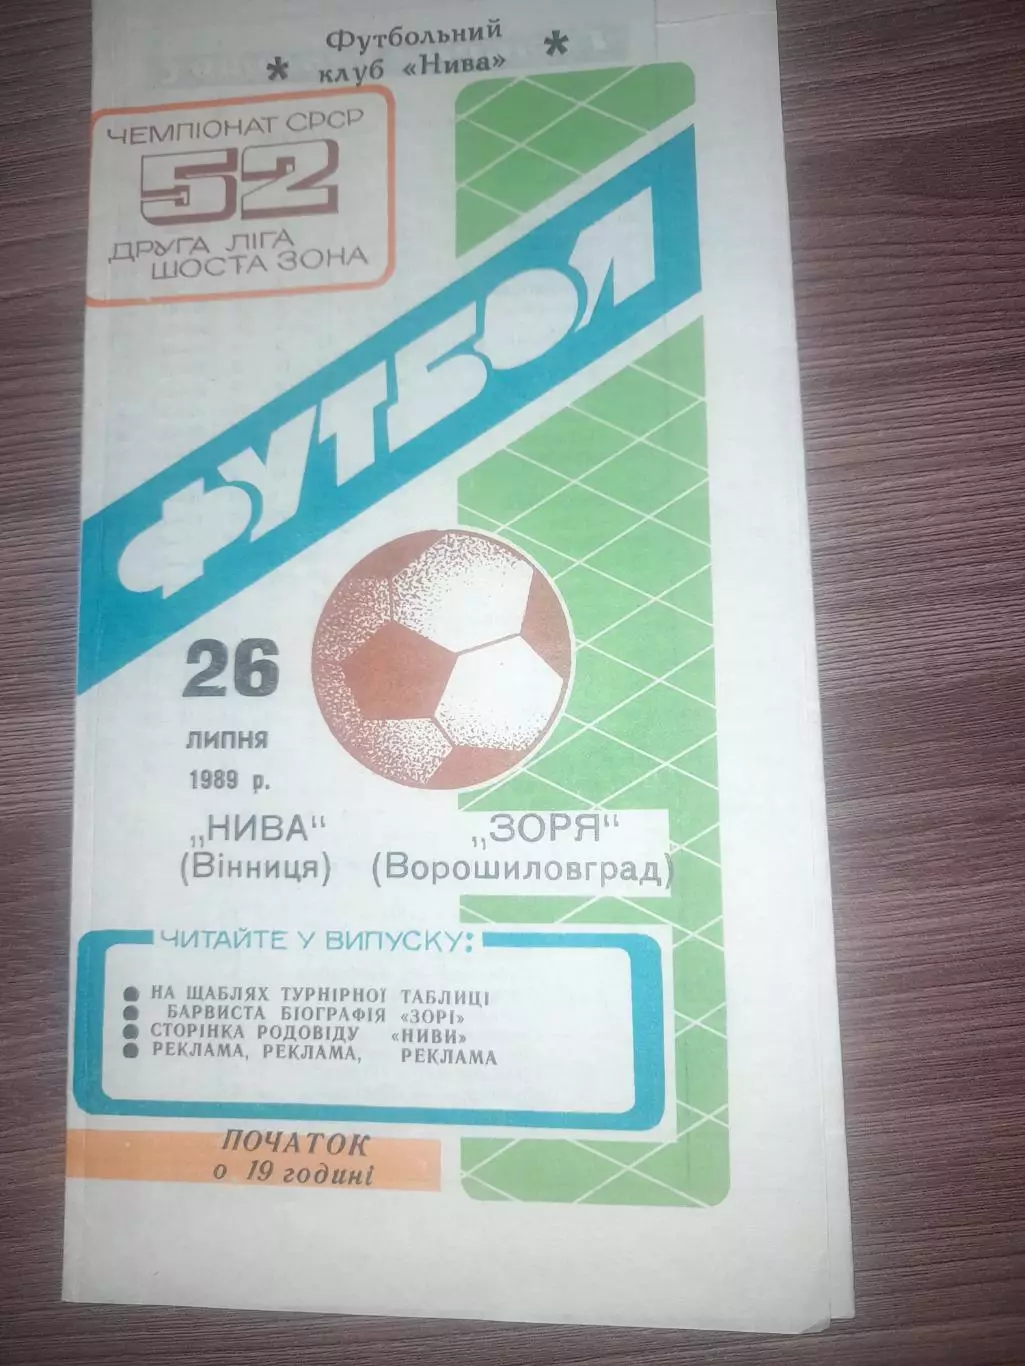 Футбольний
* клуб «Нива» *
ЧЕМПІОНАТ СРСР
52
ДРУГА ЛІГА
ШОСТА ЗОНА
ФУТБОЛ
26
ЛИПНЯ
1989 р.
„НИВА“ „ЗОРЯ“
(Вінниця) (Ворошиловград)
ЧИТАЙТЕ У ВИПУСКУ:
● НА ЩАБЛЯХ ТУРНІРНОЇ ТАБЛИЦІ
● БАРВИСТА БІОГРАФІЯ «ЗОРІ»
● СТОРІНКА РОДОВІДУ «НИВИ»
● РЕКЛАМА, РЕКЛАМА, РЕКЛАМА
ПОЧАТОК
о 19 годині